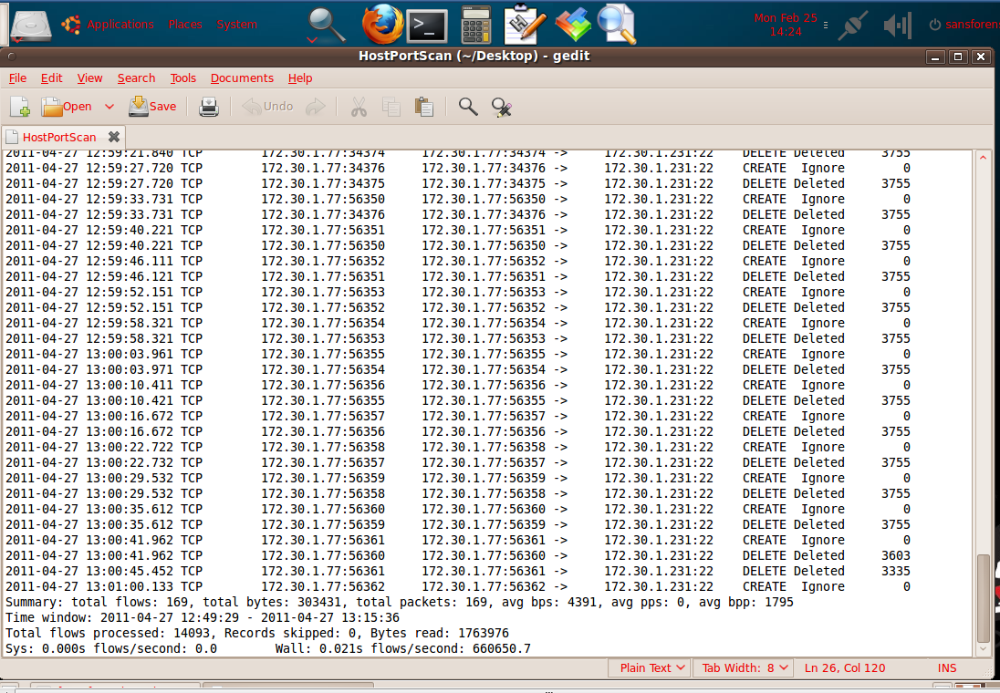 Applications Places System Mon Feb 25
14:24 sansforens
HostPortScan (~/Desktop) - gedit
File Edit View Search Tools Documents Help
Open Save Undo
HostPortScan
2011-04-27 12:59:21.840 TCP 172.30.1.77:34374 172.30.1.77:34374 -> 172.30.1.231:22 DELETE Deleted 3755
2011-04-27 12:59:27.720 TCP 172.30.1.77:34376 172.30.1.77:34376 -> 172.30.1.231:22 CREATE Ignore 0
2011-04-27 12:59:27.720 TCP 172.30.1.77:34375 172.30.1.77:34375 -> 172.30.1.231:22 DELETE Deleted 3755
2011-04-27 12:59:33.731 TCP 172.30.1.77:56350 172.30.1.77:56350 -> 172.30.1.231:22 CREATE Ignore 0
2011-04-27 12:59:33.731 TCP 172.30.1.77:34376 172.30.1.77:34376 -> 172.30.1.231:22 DELETE Deleted 3755
2011-04-27 12:59:40.221 TCP 172.30.1.77:56351 172.30.1.77:56351 -> 172.30.1.231:22 CREATE Ignore 0
2011-04-27 12:59:40.221 TCP 172.30.1.77:56350 172.30.1.77:56350 -> 172.30.1.231:22 DELETE Deleted 3755
2011-04-27 12:59:46.111 TCP 172.30.1.77:56352 172.30.1.77:56352 -> 172.30.1.231:22 CREATE Ignore 0
2011-04-27 12:59:46.121 TCP 172.30.1.77:56351 172.30.1.77:56351 -> 172.30.1.231:22 DELETE Deleted 3755
2011-04-27 12:59:52.151 TCP 172.30.1.77:56353 172.30.1.77:56353 -> 172.30.1.231:22 CREATE Ignore 0
2011-04-27 12:59:52.151 TCP 172.30.1.77:56352 172.30.1.77:56352 -> 172.30.1.231:22 DELETE Deleted 3755
2011-04-27 12:59:58.321 TCP 172.30.1.77:56354 172.30.1.77:56354 -> 172.30.1.231:22 CREATE Ignore 0
2011-04-27 12:59:58.321 TCP 172.30.1.77:56353 172.30.1.77:56353 -> 172.30.1.231:22 DELETE Deleted 3755
2011-04-27 13:00:03.961 TCP 172.30.1.77:56355 172.30.1.77:56355 -> 172.30.1.231:22 CREATE Ignore 0
2011-04-27 13:00:03.971 TCP 172.30.1.77:56354 172.30.1.77:56354 -> 172.30.1.231:22 DELETE Deleted 3755
2011-04-27 13:00:10.411 TCP 172.30.1.77:56356 172.30.1.77:56356 -> 172.30.1.231:22 CREATE Ignore 0
2011-04-27 13:00:10.421 TCP 172.30.1.77:56355 172.30.1.77:56355 -> 172.30.1.231:22 DELETE Deleted 3755
2011-04-27 13:00:16.672 TCP 172.30.1.77:56357 172.30.1.77:56357 -> 172.30.1.231:22 CREATE Ignore 0
2011-04-27 13:00:16.672 TCP 172.30.1.77:56356 172.30.1.77:56356 -> 172.30.1.231:22 DELETE Deleted 3755
2011-04-27 13:00:22.722 TCP 172.30.1.77:56358 172.30.1.77:56358 -> 172.30.1.231:22 CREATE Ignore 0
2011-04-27 13:00:22.732 TCP 172.30.1.77:56357 172.30.1.77:56357 -> 172.30.1.231:22 DELETE Deleted 3755
2011-04-27 13:00:29.532 TCP 172.30.1.77:56359 172.30.1.77:56359 -> 172.30.1.231:22 CREATE Ignore 0
2011-04-27 13:00:29.532 TCP 172.30.1.77:56358 172.30.1.77:56358 -> 172.30.1.231:22 DELETE Deleted 3755
2011-04-27 13:00:35.612 TCP 172.30.1.77:56360 172.30.1.77:56360 -> 172.30.1.231:22 CREATE Ignore 0
2011-04-27 13:00:35.612 TCP 172.30.1.77:56359 172.30.1.77:56359 -> 172.30.1.231:22 DELETE Deleted 3755
2011-04-27 13:00:41.962 TCP 172.30.1.77:56361 172.30.1.77:56361 -> 172.30.1.231:22 CREATE Ignore 0
2011-04-27 13:00:41.962 TCP 172.30.1.77:56360 172.30.1.77:56360 -> 172.30.1.231:22 DELETE Deleted 3603
2011-04-27 13:00:45.452 TCP 172.30.1.77:56361 172.30.1.77:56361 -> 172.30.1.231:22 DELETE Deleted 3335
2011-04-27 13:01:00.133 TCP 172.30.1.77:56362 172.30.1.77:56362 -> 172.30.1.231:22 CREATE Ignore 0
Summary: total flows: 169, total bytes: 303431, total packets: 169, avg bps: 4391, avg pps: 0, avg bpp: 1795
Time window: 2011-04-27 12:49:29 - 2011-04-27 13:15:36
Total flows processed: 14093, Records skipped: 0, Bytes read: 1763976
Sys: 0.000s flows/second: 0.0 Wall: 0.021s flows/second: 660650.7
Plain Text Tab Width: 8 Ln 26, Col 120 INS